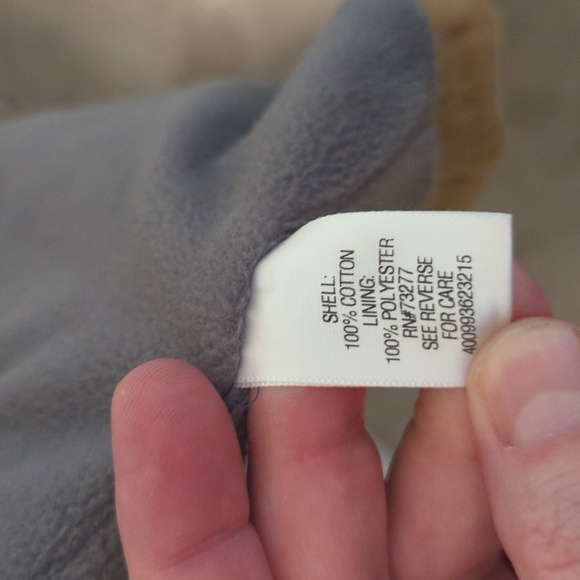 SHELL:
100% COTTON
LINING:
100% POLYESTER
RN#73277
SEE REVERSE
FOR CARE
400993623215